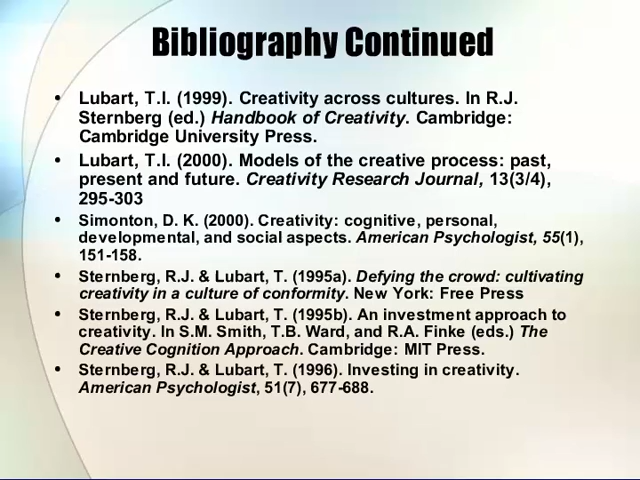 Bibliography Continued
• Lubart, T.I. (1999). Creativity across cultures. In R.J.
Sternberg (ed.) Handbook of Creativity. Cambridge:
Cambridge University Press.
• Lubart, T.I. (2000). Models of the creative process: past,
present and future. Creativity Research Journal, 13(3/4),
295-303
• Simonton, D. K. (2000). Creativity: cognitive, personal,
developmental, and social aspects. American Psychologist, 55(1),
151-158.
• Sternberg, R.J. & Lubart, T. (1995a). Defying the crowd: cultivating
creativity in a culture of conformity. New York: Free Press
• Sternberg, R.J. & Lubart, T. (1995b). An investment approach to
creativity. In S.M. Smith, T.B. Ward, and R.A. Finke (eds.) The
Creative Cognition Approach. Cambridge: MIT Press.
• Sternberg, R.J. & Lubart, T. (1996). Investing in creativity.
American Psychologist, 51(7), 677-688.